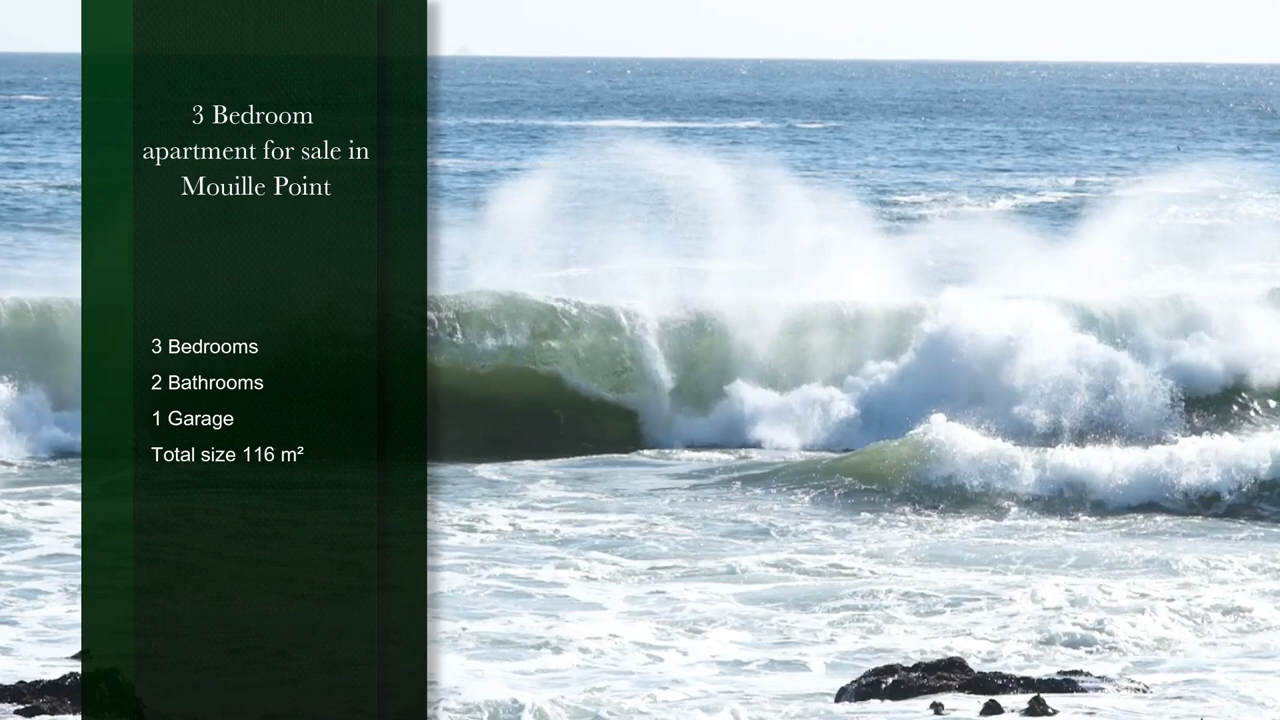 3 Bedroom
apartment for sale in
Mouille Point
3 Bedrooms
2 Bathrooms
1 Garage
Total size 116 m²